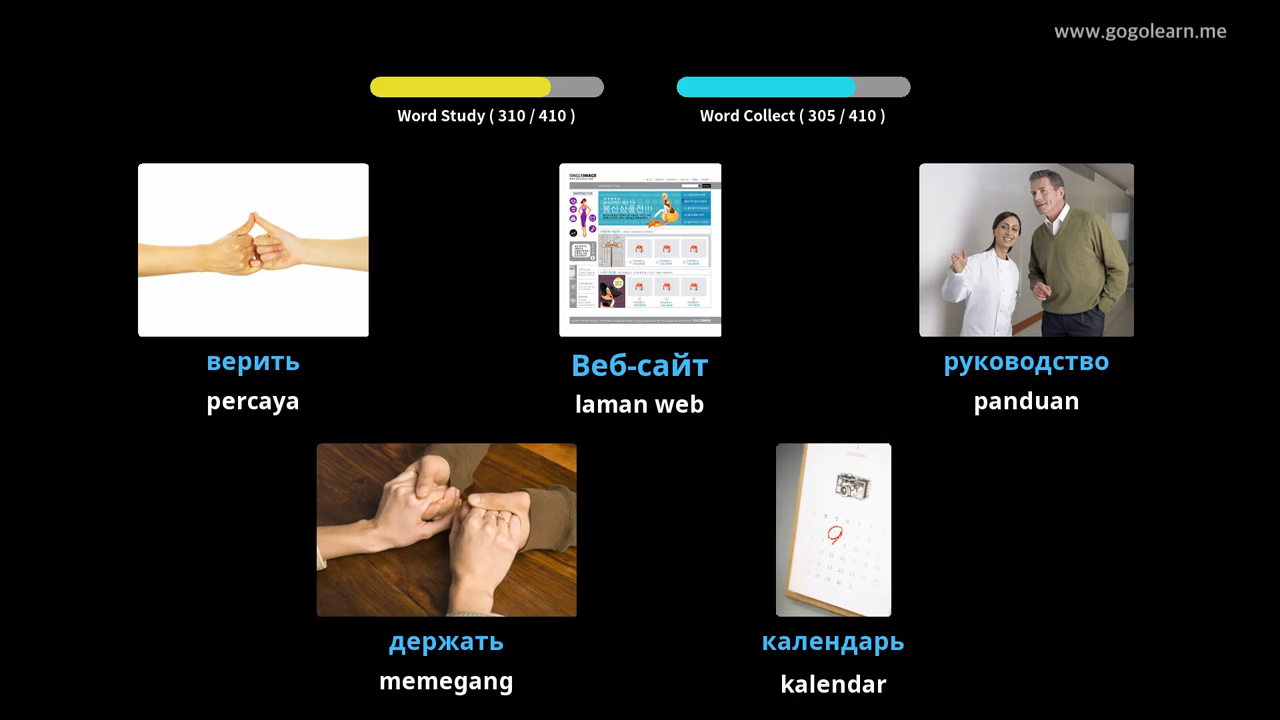 www.gogolearn.me
Word Study ( 310 / 410 )
Word Collect ( 305 / 410 )
верить
percaya
Веб-сайт
laman web
руководство
panduan
держать
memegang
календарь
kalendar